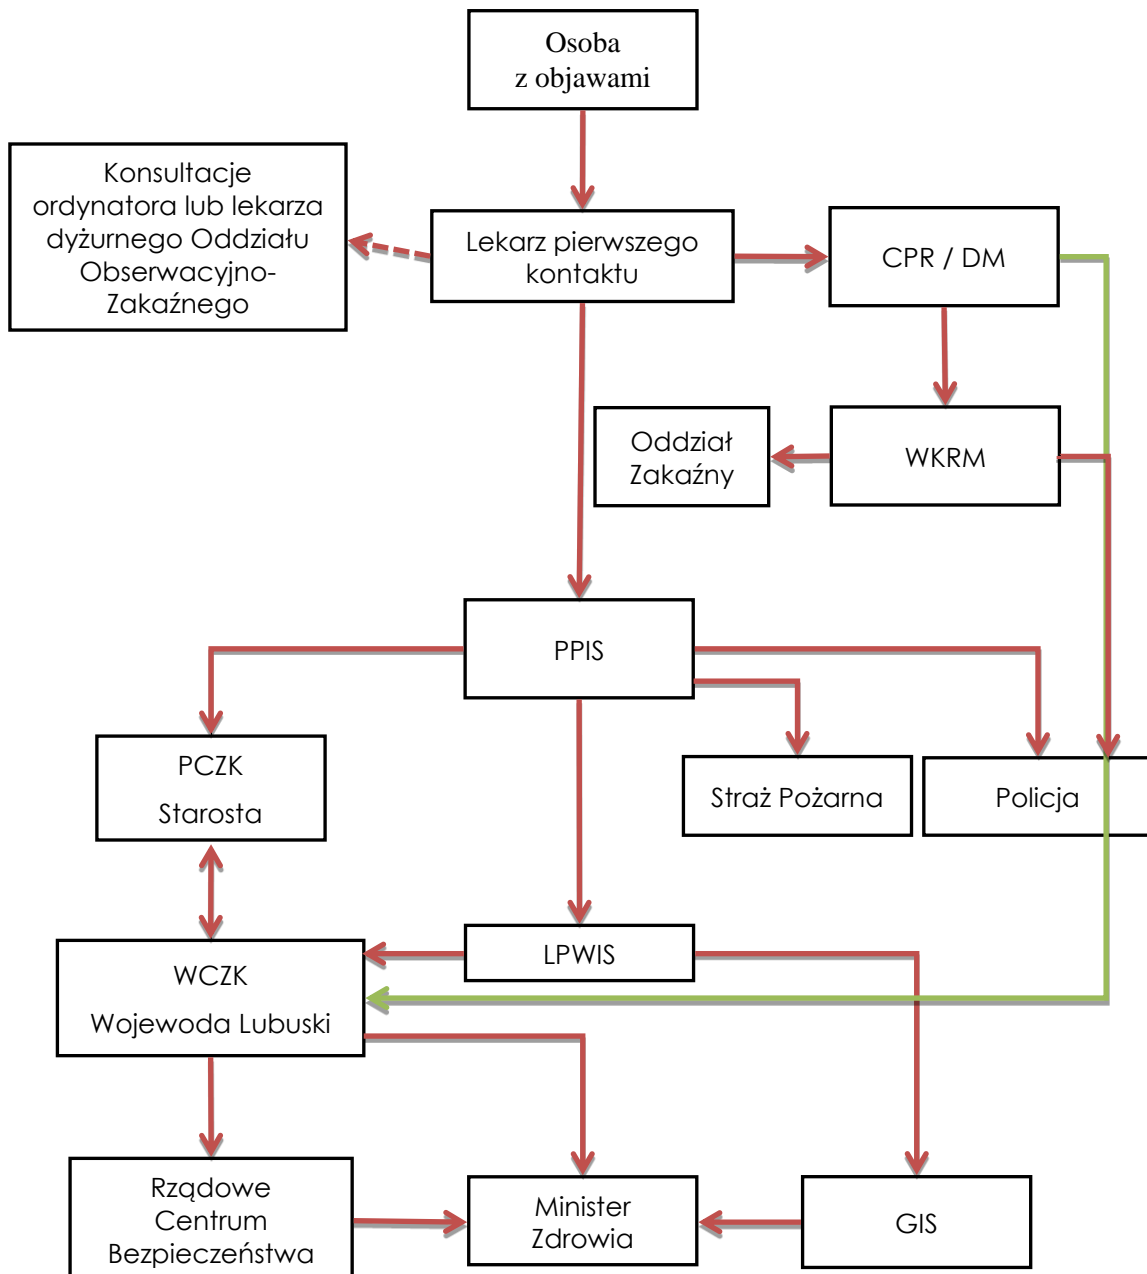 Osoba
z objawami
Konsultacje
ordynatora lub lekarza
dyżurnego Oddziału
Obserwacyjno-
Zakaźnego
Lekarz pierwszego
kontaktu
CPR / DM
Oddział
Zakaźny
WKRM
PPIS
PCZK
Starosta
Straż Pożarna
Policja
WCZK
Wojewoda Lubuski
LPWIS
Rządowe
Centrum
Bezpieczeństwa
Minister
Zdrowia
GIS